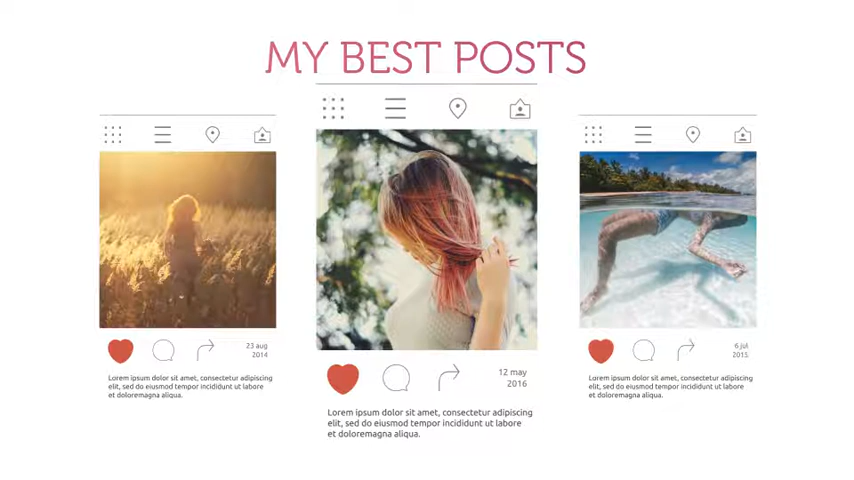 MY BEST POSTS
23 aug
2014
Lorem ipsum dolor sit amet, consectetur adipiscing
elit, sed do eiusmod tempor incididunt ut labore
et doloremagna aliqua.
12 may
2016
Lorem ipsum dolor sit amet, consectetur adipiscing
elit, sed do eiusmod tempor incididunt ut labore
et doloremagna aliqua.
6 jul
2015
Lorem ipsum dolor sit amet, consectetur adipiscing
elit, sed do eiusmod tempor incididunt ut labore
et doloremagna aliqua.